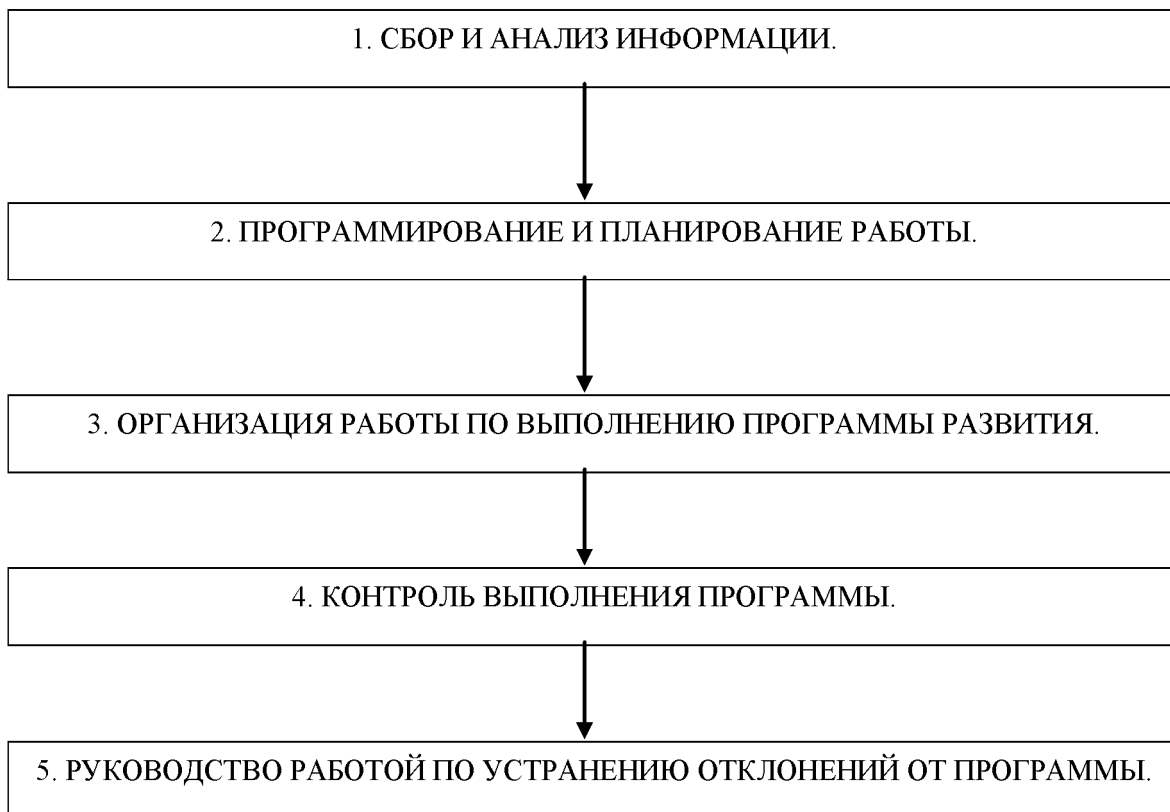 1. СБОР И АНАЛИЗ ИНФОРМАЦИИ.
2. ПРОГРАММИРОВАНИЕ И ПЛАНИРОВАНИЕ РАБОТЫ.
3. ОРГАНИЗАЦИЯ РАБОТЫ ПО ВЫПОЛНЕНИЮ ПРОГРАММЫ РАЗВИТИЯ.
4. КОНТРОЛЬ ВЫПОЛНЕНИЯ ПРОГРАММЫ.
5. РУКОВОДСТВО РАБОТОЙ ПО УСТРАНЕНИЮ ОТКЛОНЕНИЙ ОТ ПРОГРАММЫ.